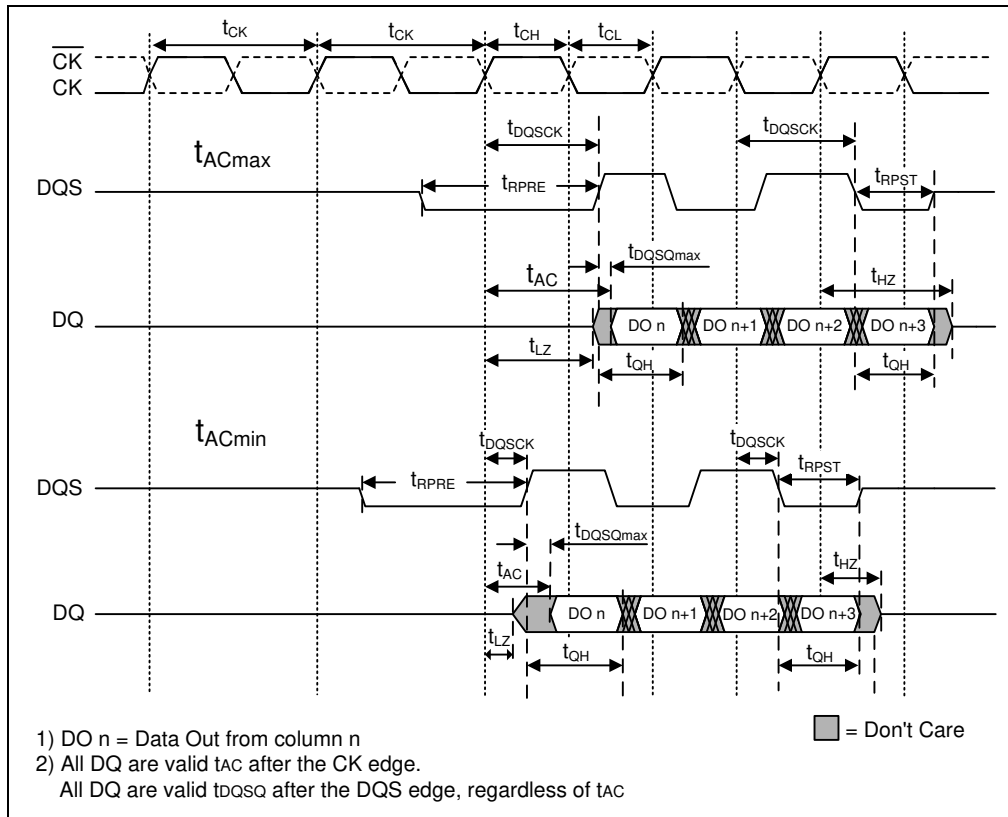 tCK tCK tCH tCL
CK
CK
tDQSCK tDQSCK
tACmax
DQS tRPRE tRPST
tDQSQmax
tAC tHZ
DQ DO n DO n+1 DO n+2 DO n+3
tLZ tQH tQH
tACmin
tDQSCK tDQSCK
DQS tRPRE tRPST
tDQSQmax
tAC tHZ
DQ DO n DO n+1 DO n+2 DO n+3
tLZ tQH tQH
1) DO n = Data Out from column n
= Don't Care
2) All DQ are valid tAC after the CK edge.
All DQ are valid tDQSQ after the DQS edge, regardless of tAC